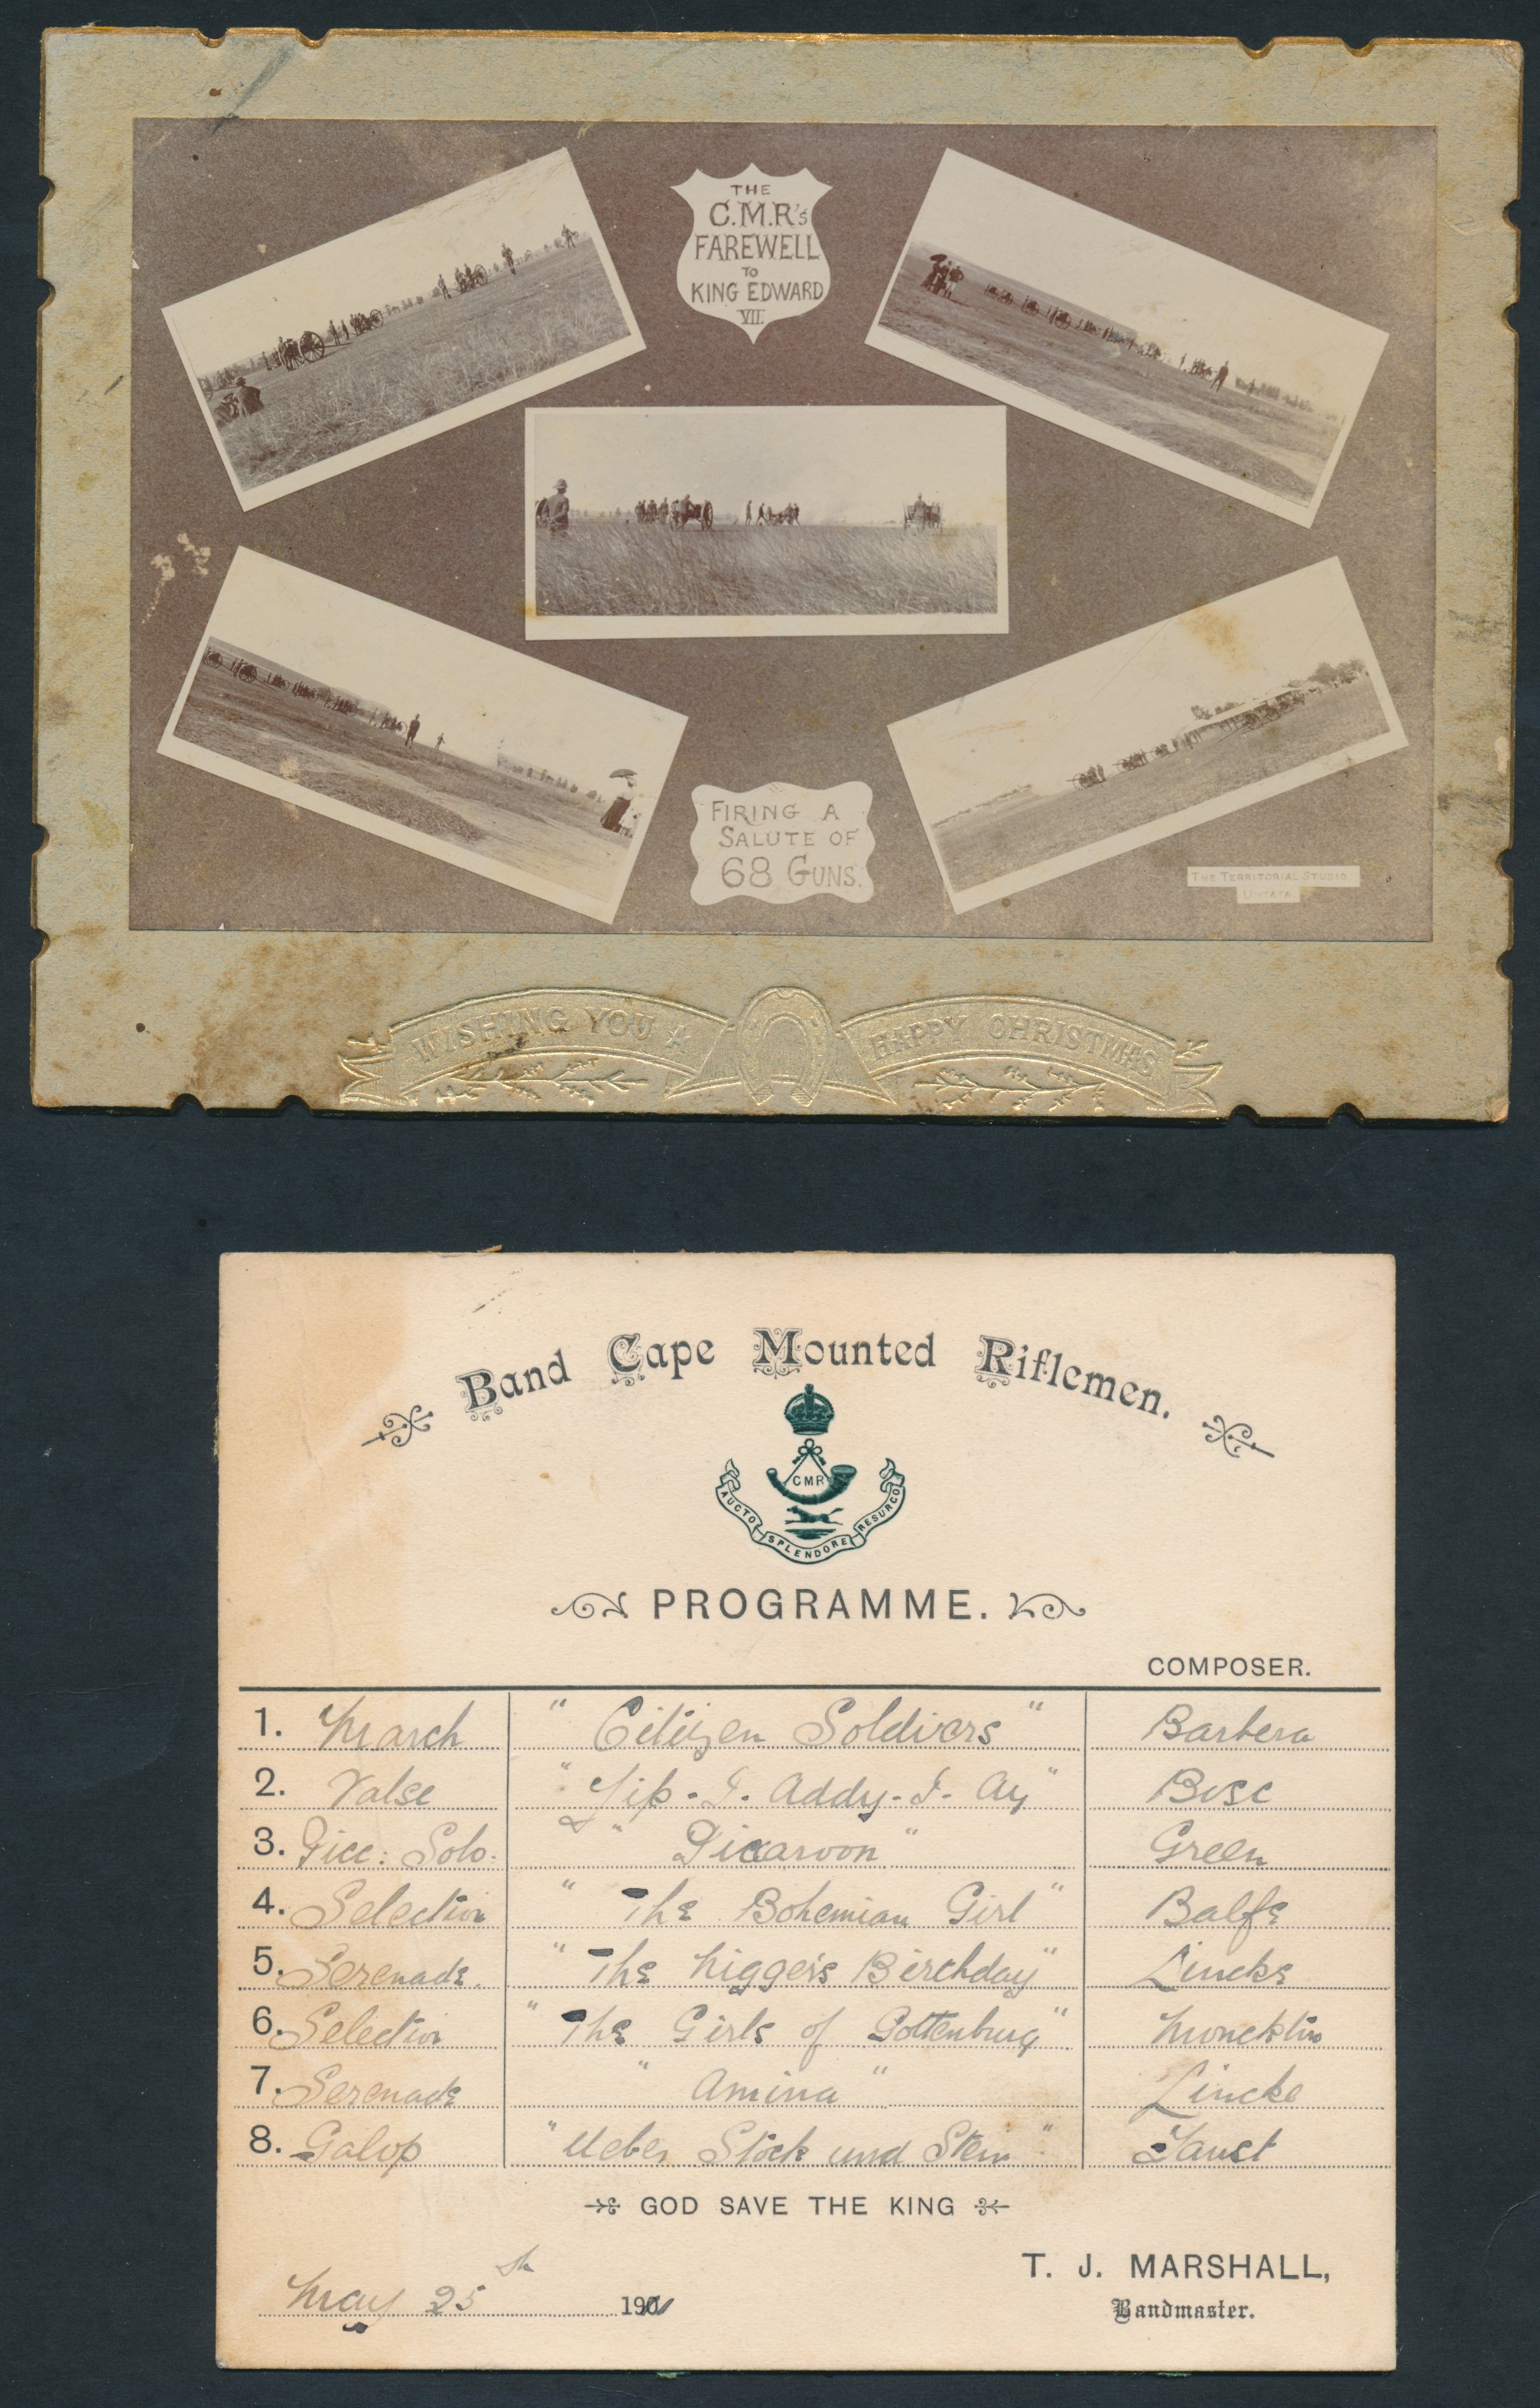 THE
C.M.R's
FAREWELL
TO
KING EDWARD
VII.
FIRING A
SALUTE OF
68 GUNS.
THE TERRITORIAL STUDIO
UMTATA.
WISHING YOU A HAPPY CHRISTMAS
Band Cape Mounted Riflemen.
CMR
AUCTO SPLENDORE RESURGO
PROGRAMME.
COMPOSER.
1. March "Citizen Soldiers" Barbera
2. Valse "Yip-I-Addy-I-Ay"
3. Picc: Solo. "Picaroon" Green
4. Selection "The Bohemian Girl" Balfe
5. Serenade. "The Niggers Birthday" Lincke
6. Selection "The Girls of Gottenburg" Monckton
7. Serenade "Amina" Lincke
8. Galop "Ueber Stock und Stein" Faust
GOD SAVE THE KING
T. J. MARSHALL,
Bandmaster.
May 25th 19